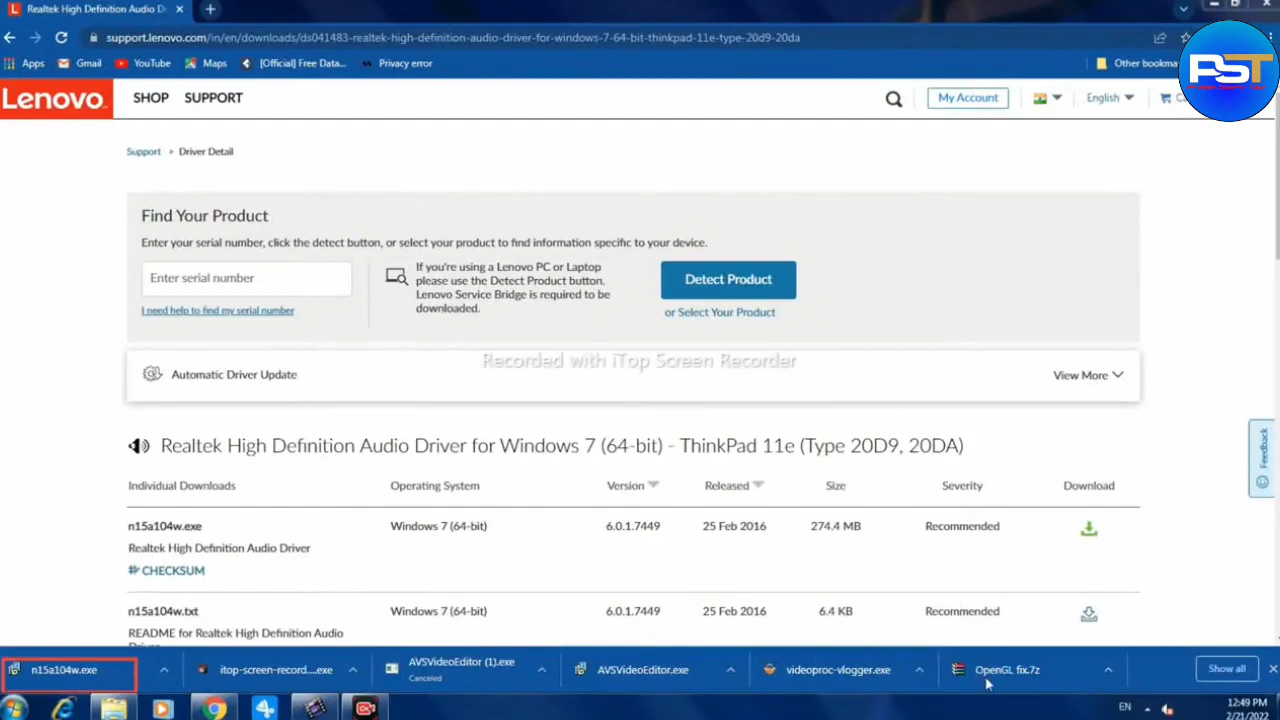 Realtek High Definition Audio D
support.lenovo.com/in/en/downloads/ds041483-realtek-high-definition-audio-driver-for-windows-7-64-bit-thinkpad-11e-type-20d9-20da
Apps Gmail YouTube Maps [Official] Free Data... Privacy error Other bookma
PST
Lenovo SHOP SUPPORT My Account English
Support > Driver Detail
Find Your Product
Enter your serial number, click the detect button, or select your product to find information specific to your device.
Enter serial number
I need help to find my serial number
If you're using a Lenovo PC or Laptop
please use the Detect Product button.
Lenovo Service Bridge is required to be
downloaded.
Detect Product
or Select Your Product
Recorded with iTop Screen Recorder
Automatic Driver Update View More
Realtek High Definition Audio Driver for Windows 7 (64-bit) - ThinkPad 11e (Type 20D9, 20DA)
Feedback
Individual Downloads Operating System Version Released Size Severity Download
n15a104w.exe Windows 7 (64-bit) 6.0.1.7449 25 Feb 2016 274.4 MB Recommended
Realtek High Definition Audio Driver
CHECKSUM
n15a104w.txt Windows 7 (64-bit) 6.0.1.7449 25 Feb 2016 6.4 KB Recommended
README for Realtek High Definition Audio
n15a104w.exe itop-screen-record....exe AVSVideoEditor (1).exe AVSVideoEditor.exe videoproc-vlogger.exe OpenGL fix.7z Show all
Canceled
EN 12:49 PM
2/21/2022